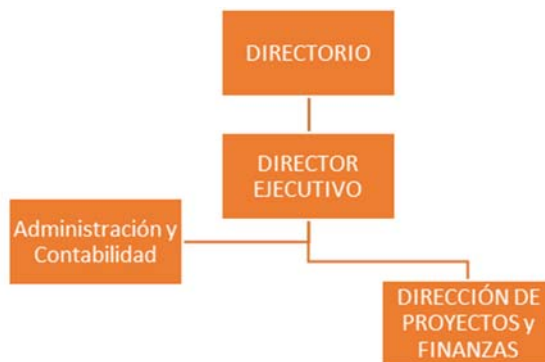 DIRECTORIO
DIRECTOR
EJECUTIVO
Administración y
Contabilidad
DIRECCIÓN DE
PROYECTOS y
FINANZAS